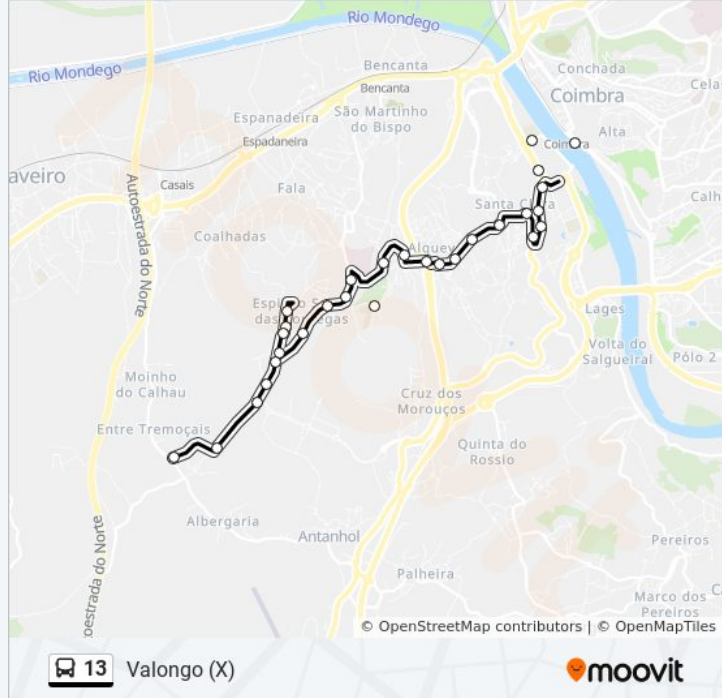 Rio Mondego
Rio Mondego
Bencanta
Conchada
Coimbra
Celas
Bencanta
São Martinho
do Bispo
Espanadeira
Alta
Espadaneira
Coimbra
aveiro
Casais
Fala
Santa Clara
Calh
Autoestrada do Norte
Coalhadas
Espírito Santo
das Touregas
Lages
Volta do
Salgueiral
Pólo 2
Moinho
do Calhau
Cruz dos
Morouços
Entre Tremoçais
Quinta do
Rossio
Albergaria
Antanhol
Pereiros
oestrada do Norte
Palheira
Marco dos
Pereiros
Ca
© OpenStreetMap contributors | © OpenMapTiles
13 Valongo (X)
moovit